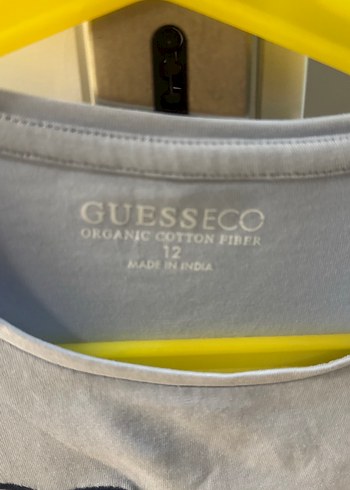 GUESSECO
ORGANIC COTTON FIBER
12
MADE IN INDIA